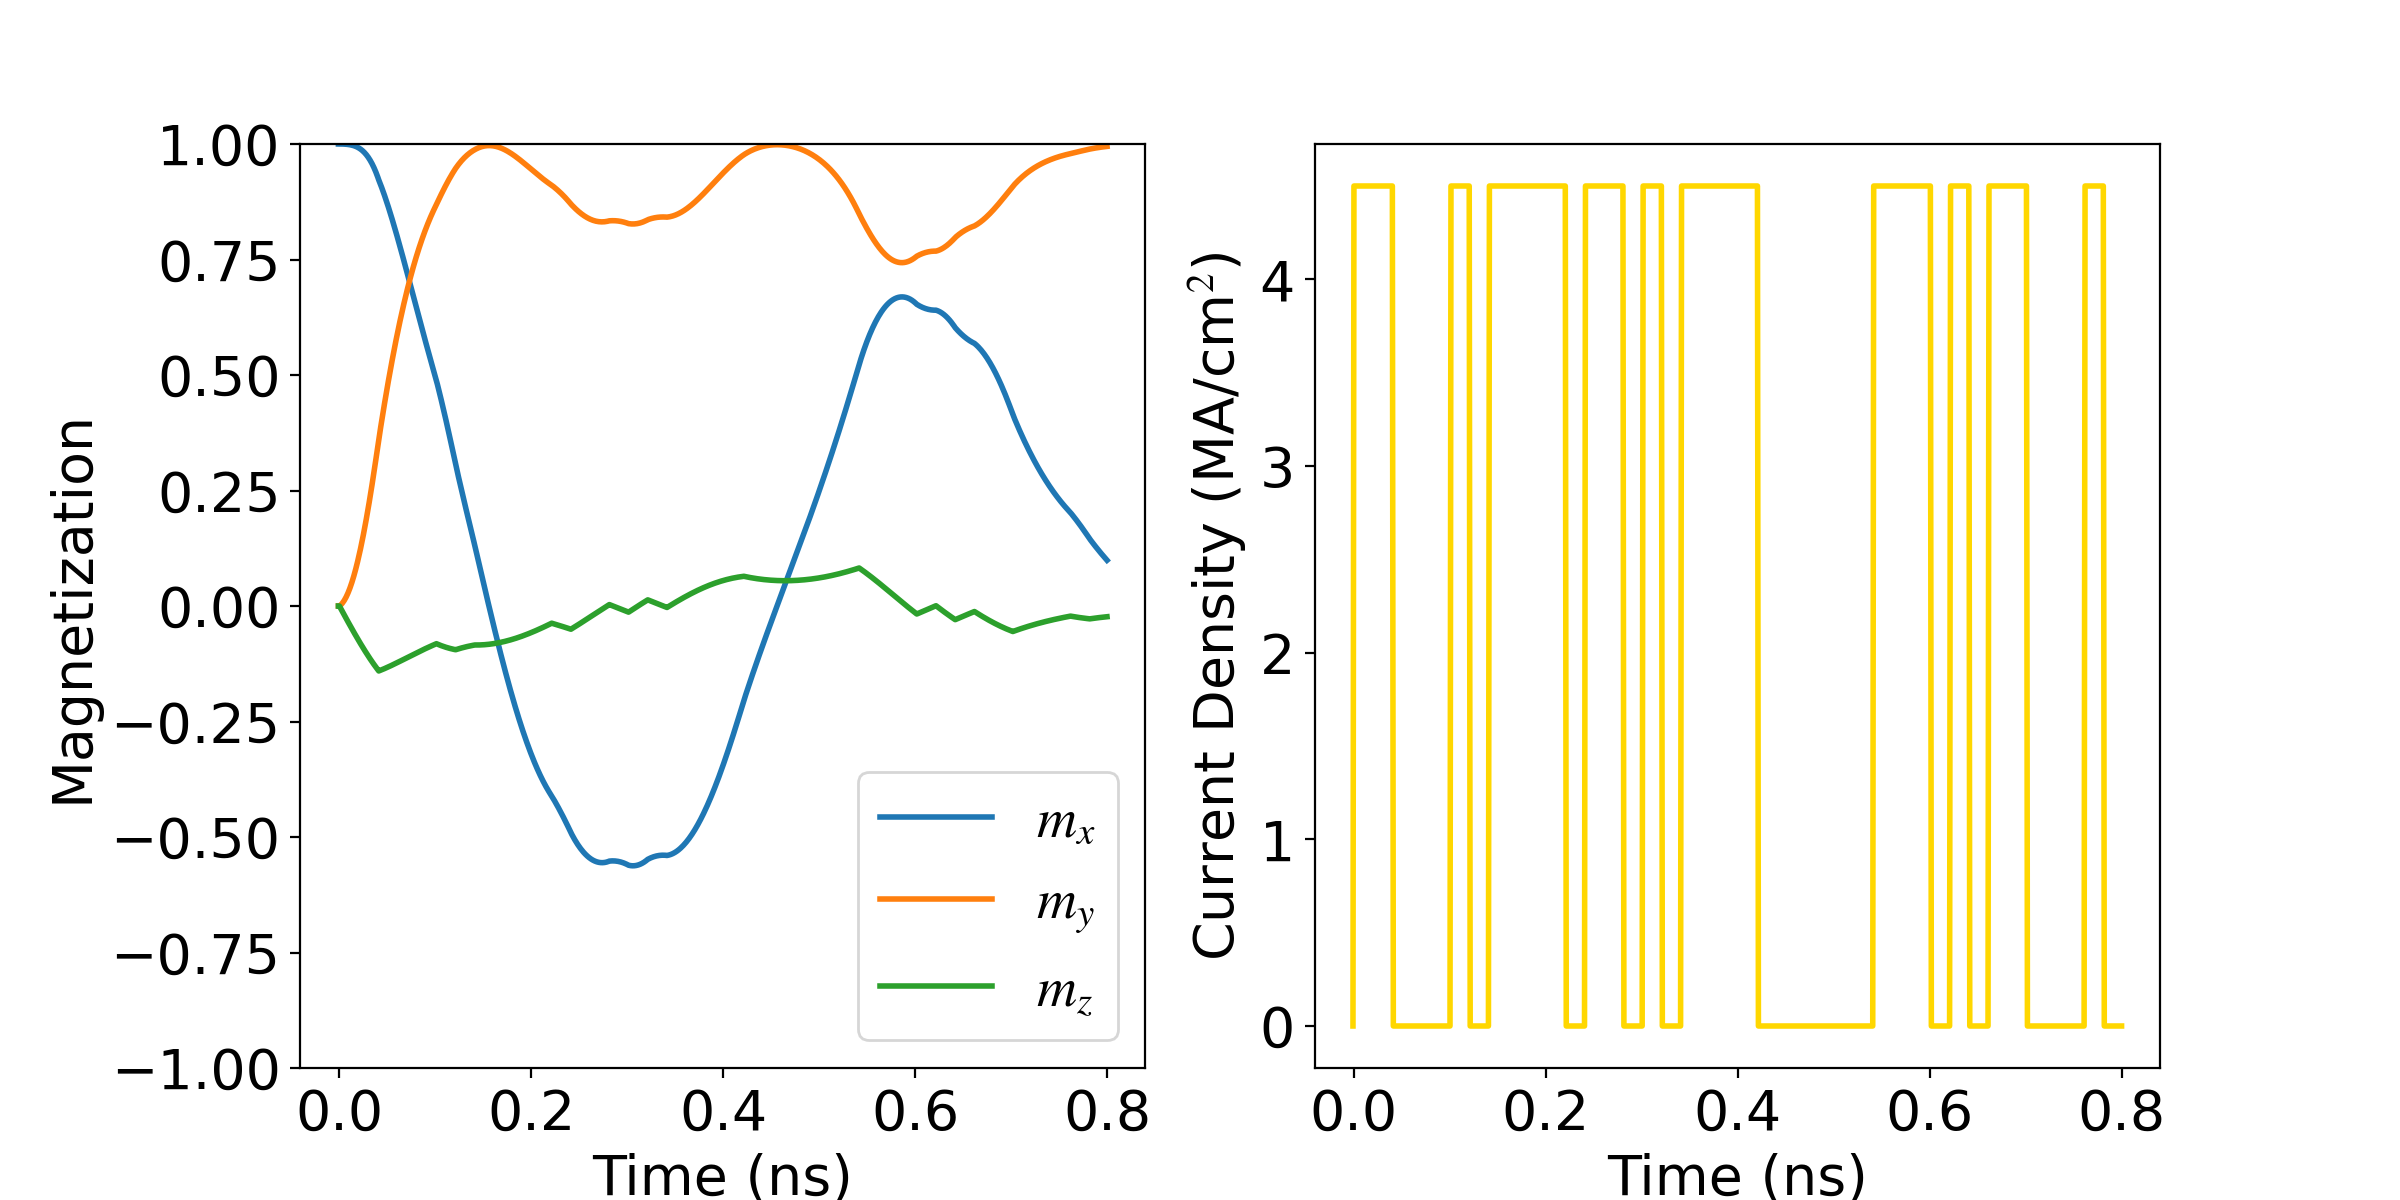 Magnetization
1.00
0.75
0.50
0.25
0.00
−0.25
−0.50
−0.75
−1.00
0.0 0.2 0.4 0.6 0.8
Time (ns)
m_x
m_y
m_z
Current Density (MA/cm²)
4
3
2
1
0
0.0 0.2 0.4 0.6 0.8
Time (ns)